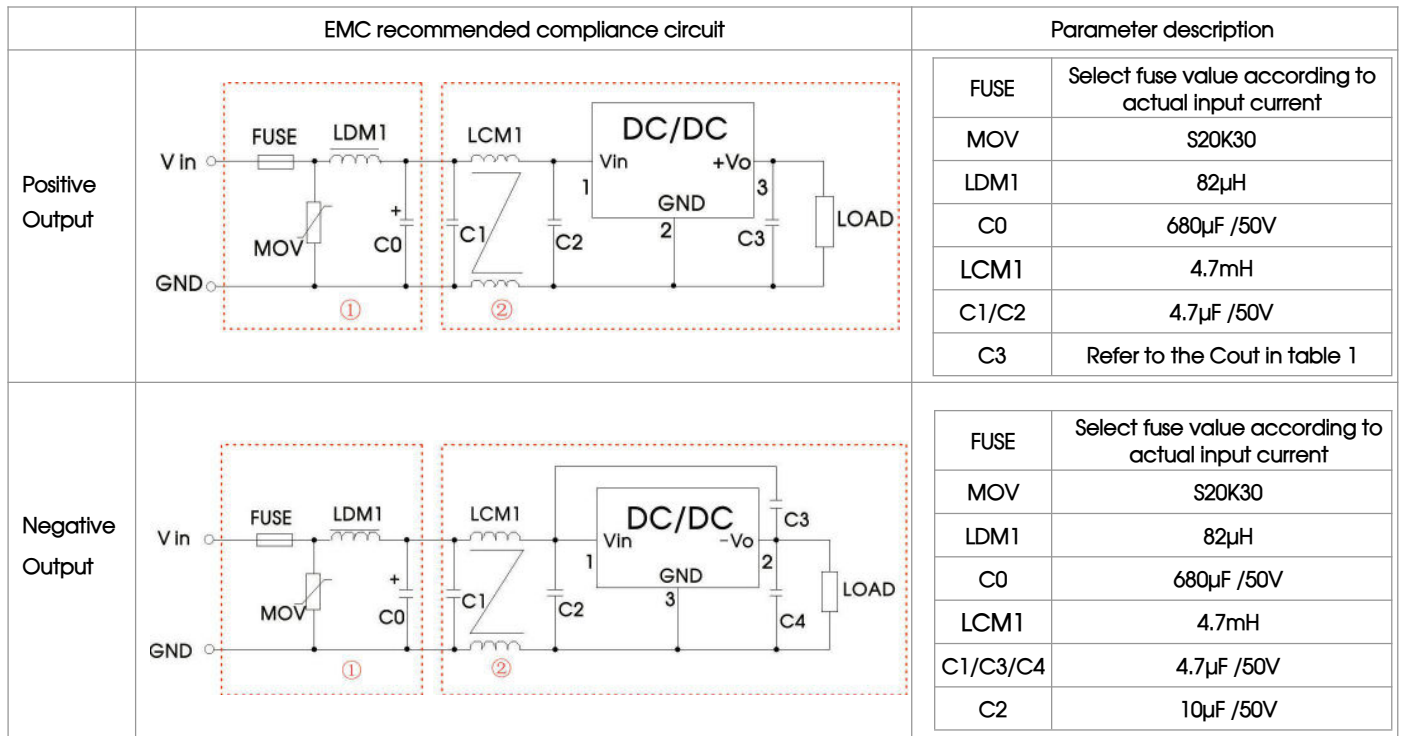 EMC recommended compliance circuit
Parameter description
Positive
Output
FUSE
LDM1
LCM1
DC/DC
V in
Vin
+Vo
1
3
GND
2
MOV
+
C0
C1
C2
C3
LOAD
GND
①
②
FUSE
Select fuse value according to
actual input current
MOV
S20K30
LDM1
82μH
C0
680μF /50V
LCM1
4.7mH
C1/C2
4.7μF /50V
C3
Refer to the Cout in table 1
Negative
Output
FUSE
LDM1
LCM1
DC/DC
C3
V in
Vin
−Vo
1
2
GND
3
MOV
+
C0
C1
C2
C4
LOAD
GND
①
②
FUSE
Select fuse value according to
actual input current
MOV
S20K30
LDM1
82μH
C0
680μF /50V
LCM1
4.7mH
C1/C3/C4
4.7μF /50V
C2
10μF /50V